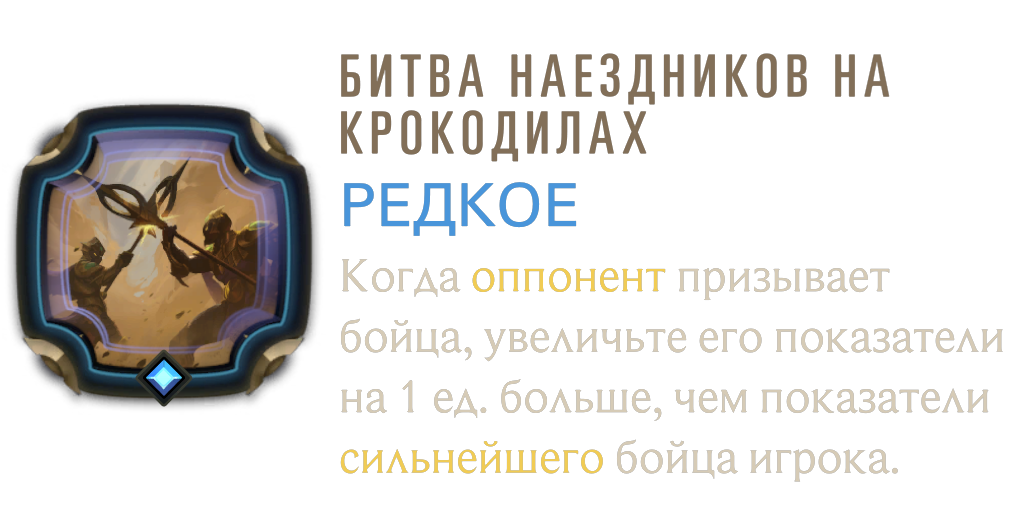 БИТВА НАЕЗДНИКОВ НА
КРОКОДИЛАХ
РЕДКОЕ
Когда оппонент призывает
бойца, увеличьте его показатели
на 1 ед. больше, чем показатели
сильнейшего бойца игрока.